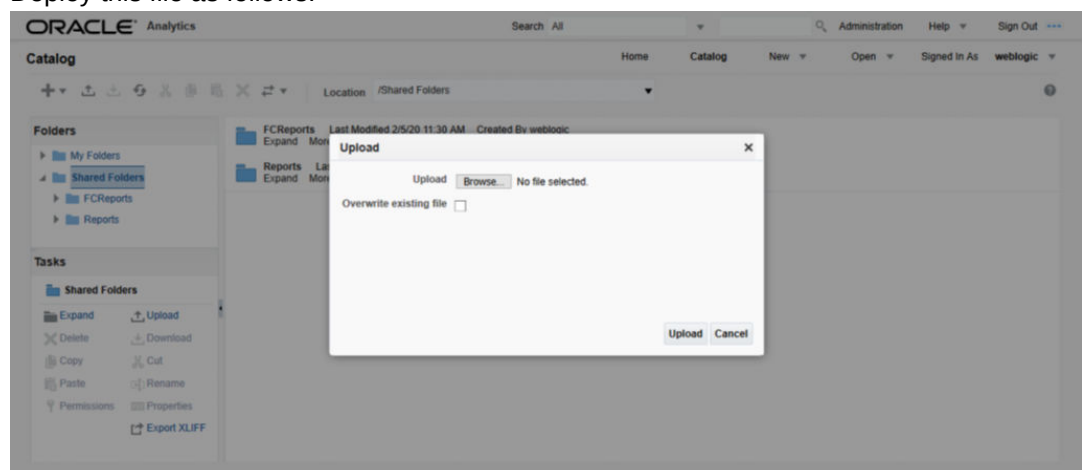 Deploy this file as follows:
ORACLE Analytics Search All Administration Help Sign Out
Catalog Home Catalog New Open Signed In As weblogic
Location /Shared Folders
Folders
My Folders
Shared Folders
FCReports
Reports
FCReports Last Modified 2/5/20 11:30 AM Created By weblogic
Expand More
Reports La
Expand More
Upload
Upload Browse... No file selected.
Overwrite existing file
Upload Cancel
Tasks
Shared Folders
Expand Upload
Delete Download
Copy Cut
Paste Rename
Permissions Properties
Export XLIFF